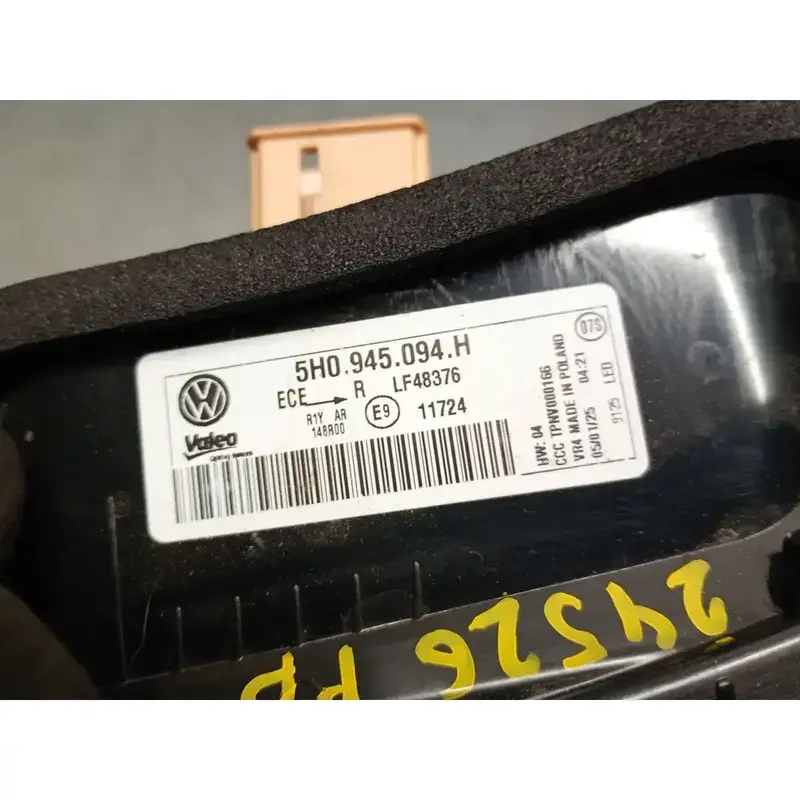 5H0.945.094.H
ECE R LF48376
R1Y AR
148R00
E9 11724
Valeo
HW: 04
CCC TPNV000166
VR4 MADE IN POLAND
05/01/25 04:21
9125 LED
07S
24526 PD